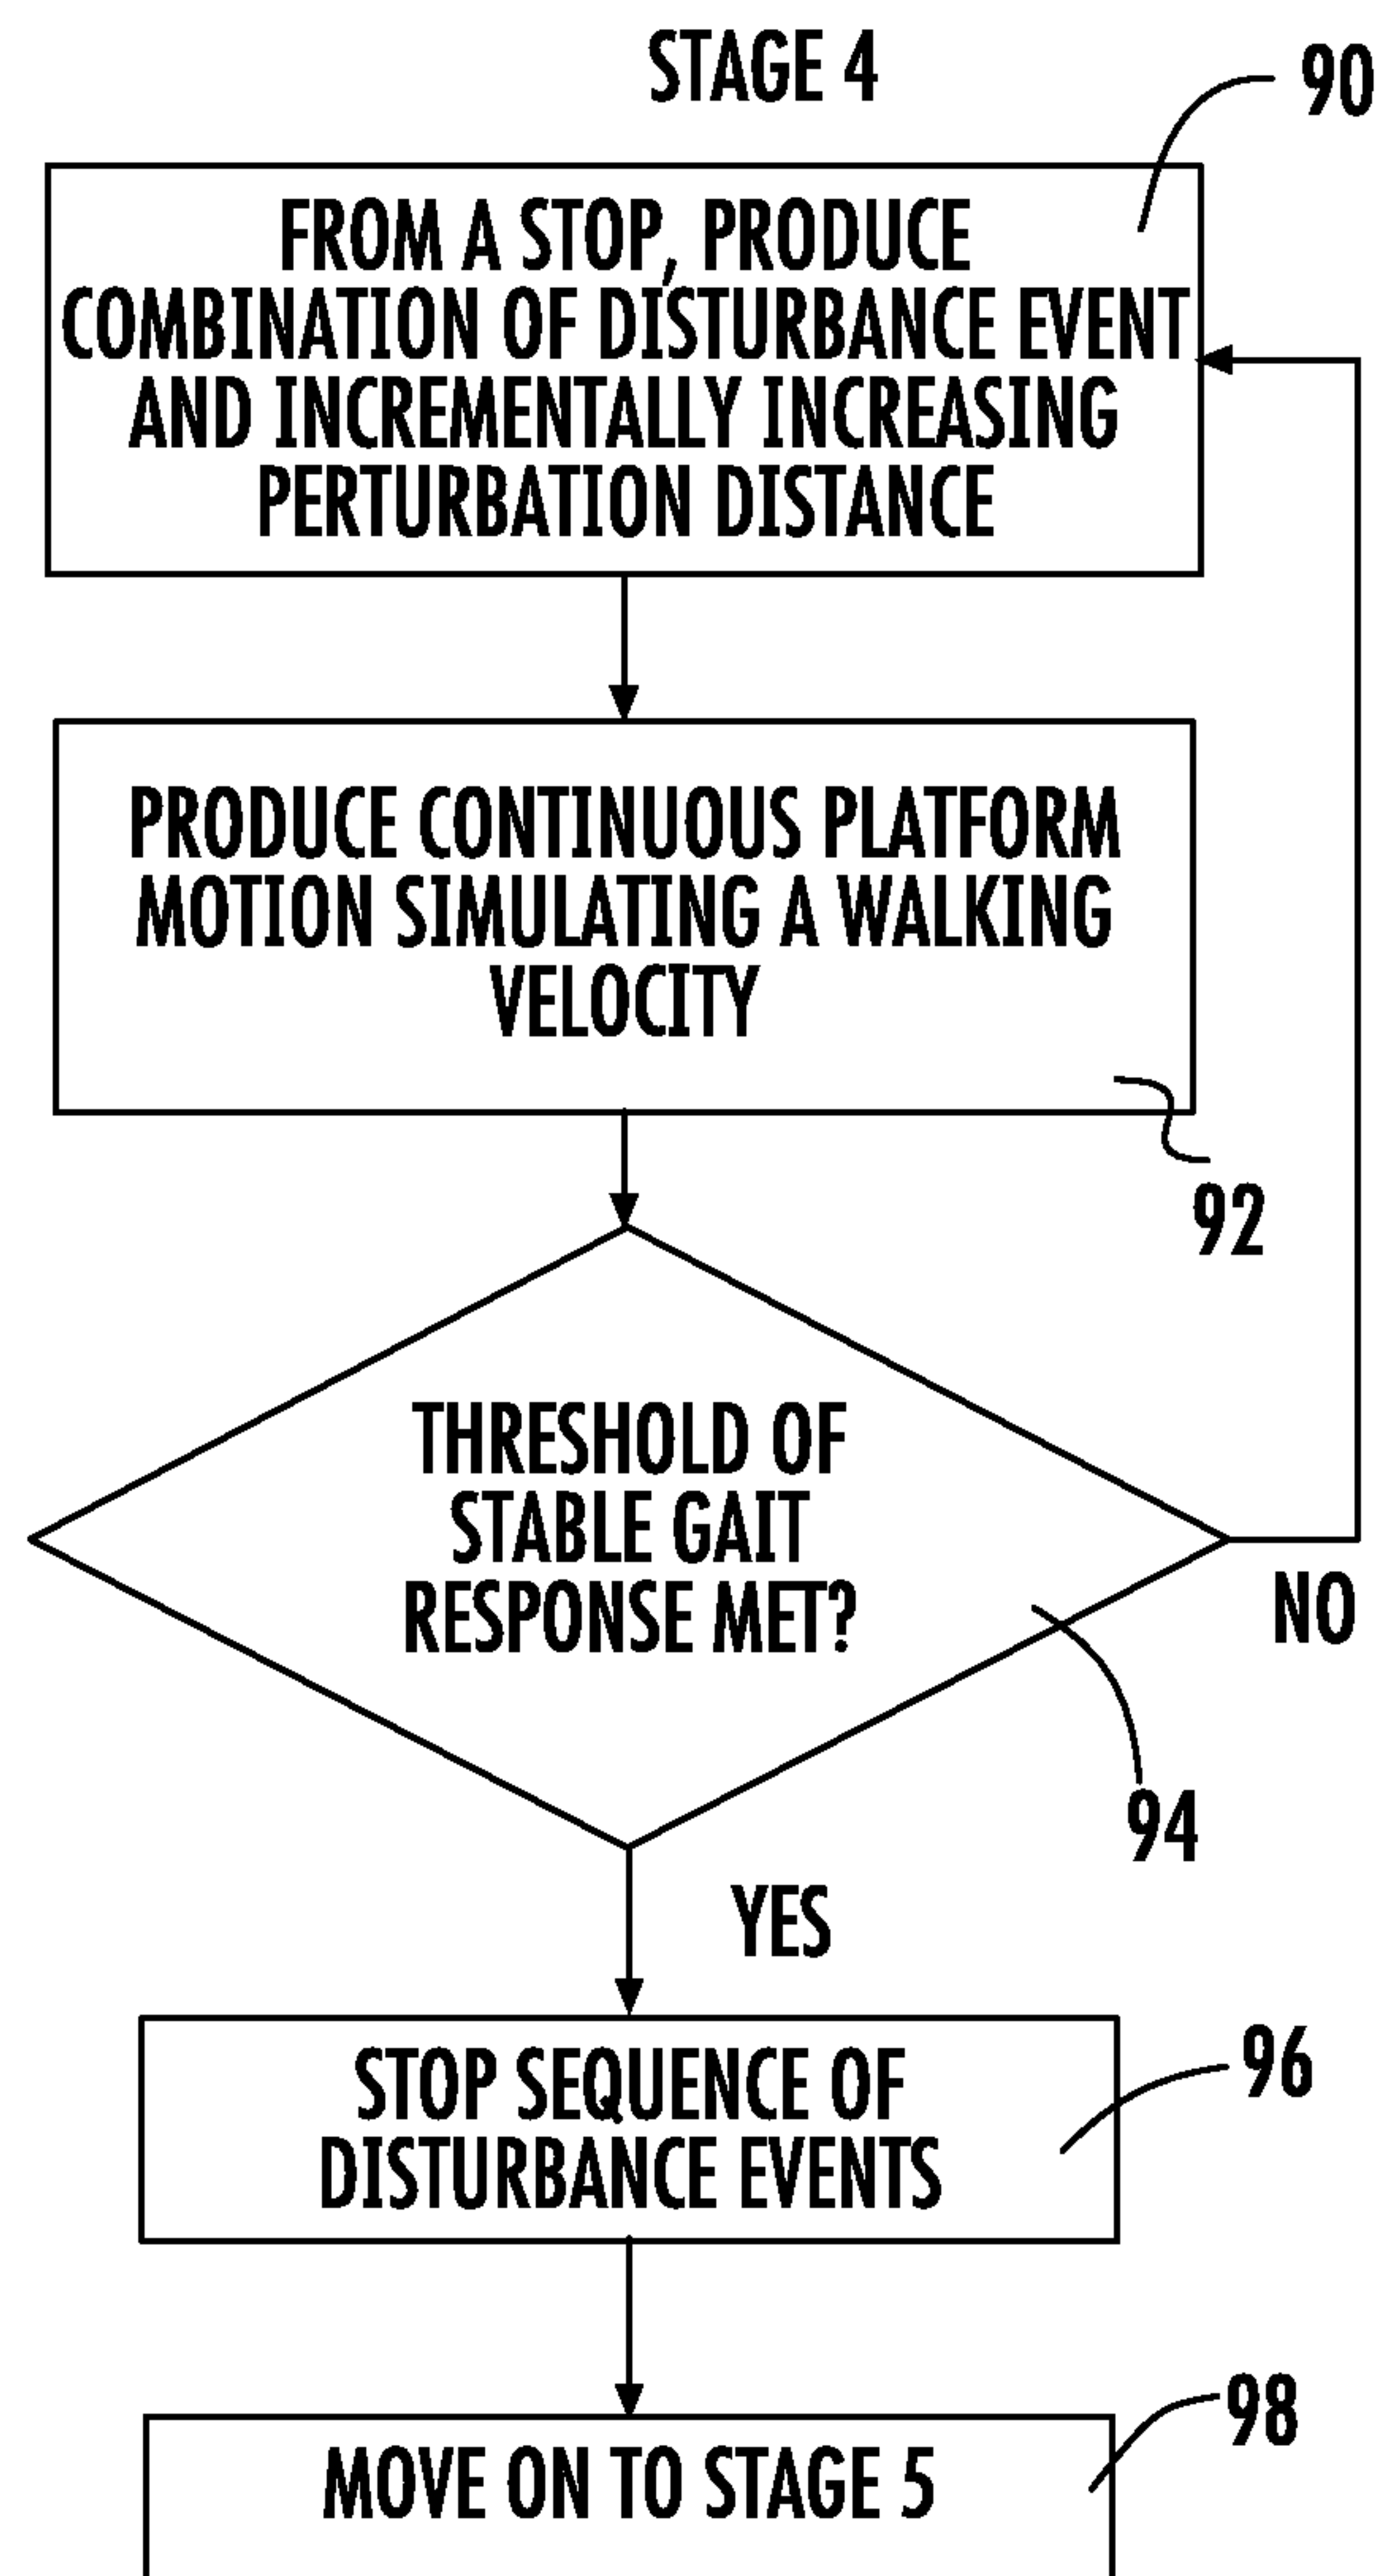 STAGE 4
90
FROM A STOP, PRODUCE
COMBINATION OF DISTURBANCE EVENT
AND INCREMENTALLY INCREASING
PERTURBATION DISTANCE
PRODUCE CONTINUOUS PLATFORM
MOTION SIMULATING A WALKING
VELOCITY
92
THRESHOLD OF
STABLE GAIT
RESPONSE MET?
NO
94
YES
STOP SEQUENCE OF
DISTURBANCE EVENTS
96
98
MOVE ON TO STAGE 5